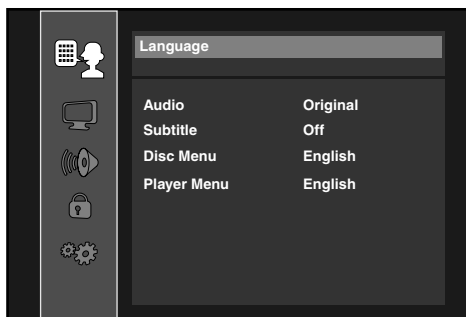 Language
Audio Original
Subtitle Off
Disc Menu English
Player Menu English